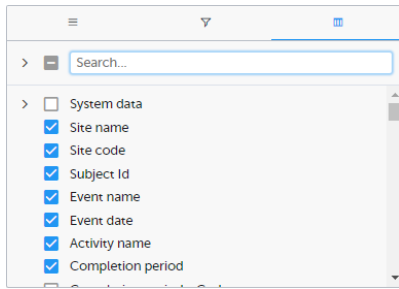 Search...
System data
Site name
Site code
Subject Id
Event name
Event date
Activity name
Completion period